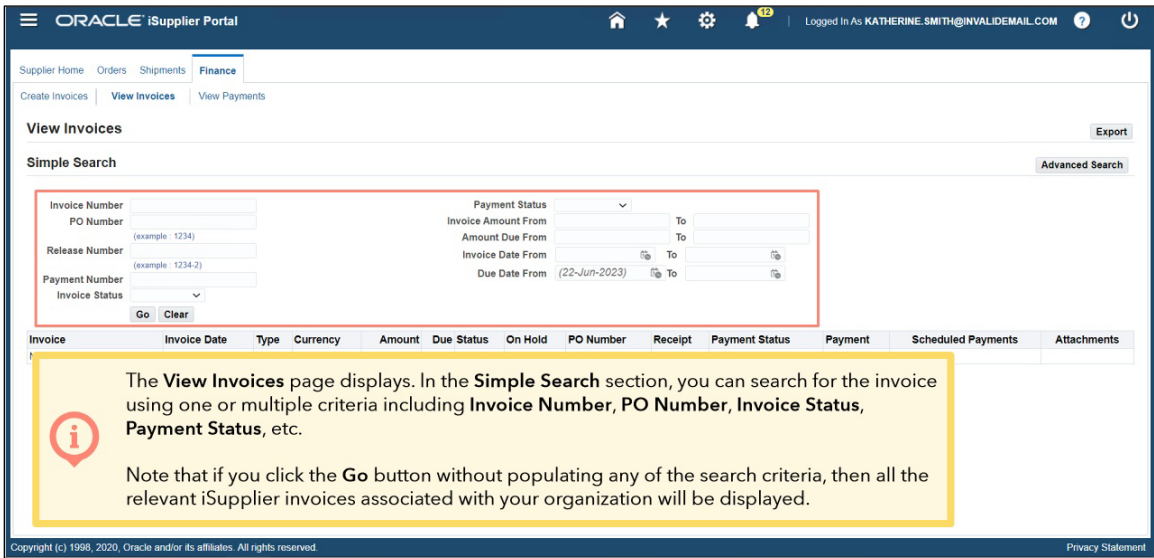 ORACLE iSupplier Portal
12
Logged In As KATHERINE.SMITH@INVALIDEMAIL.COM ?
Supplier Home Orders Shipments Finance
Create Invoices View Invoices View Payments
View Invoices
Export
Simple Search
Advanced Search
Invoice Number
PO Number
(example : 1234)
Release Number
(example : 1234-2)
Payment Number
Invoice Status
Go Clear
Payment Status
Invoice Amount From To
Amount Due From To
Invoice Date From To
Due Date From (22-Jun-2023) To
Invoice Invoice Date Type Currency Amount Due Status On Hold PO Number Receipt Payment Status Payment Scheduled Payments Attachments
The View Invoices page displays. In the Simple Search section, you can search for the invoice
using one or multiple criteria including Invoice Number, PO Number, Invoice Status,
Payment Status, etc.
Note that if you click the Go button without populating any of the search criteria, then all the
relevant iSupplier invoices associated with your organization will be displayed.
Copyright (c) 1998, 2020, Oracle and/or its affiliates. All rights reserved.
Privacy Statement